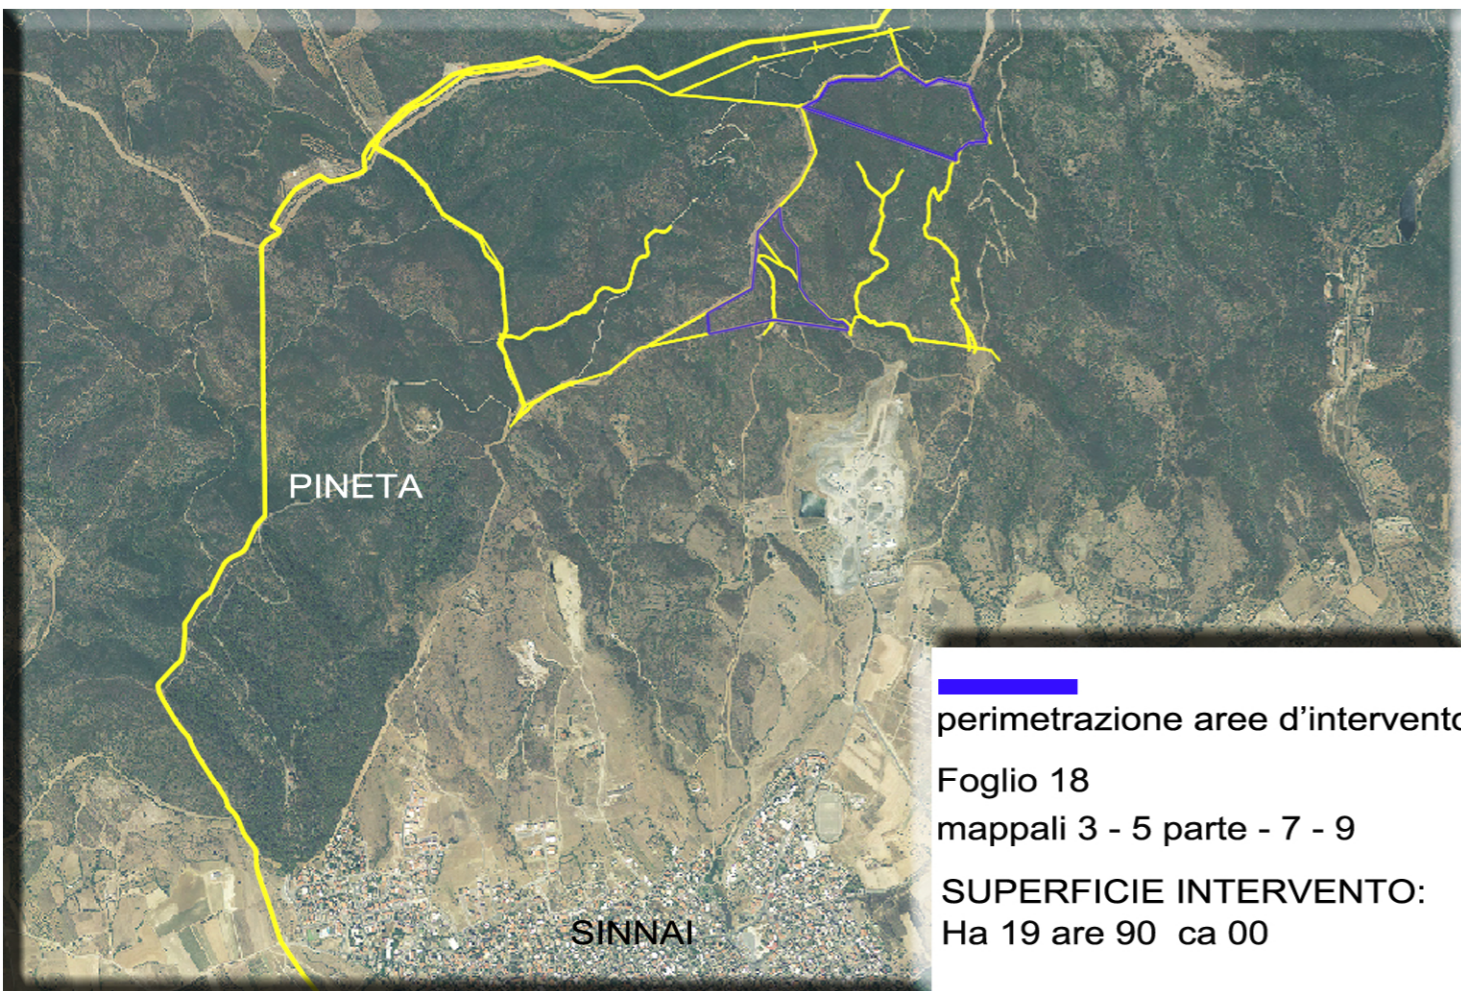 PINETA
SINNAI
perimetrazione aree d'intervento
Foglio 18
mappali 3 - 5 parte - 7 - 9
SUPERFICIE INTERVENTO:
Ha 19 are 90 ca 00